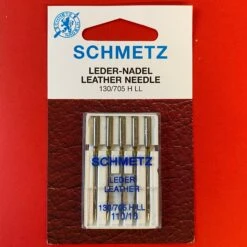 SCHMETZ
LEDER-NADEL
LEATHER NEEDLE
130/705 H LL
SCHMETZ
LEDER
LEATHER
130/705 H LL
110/18